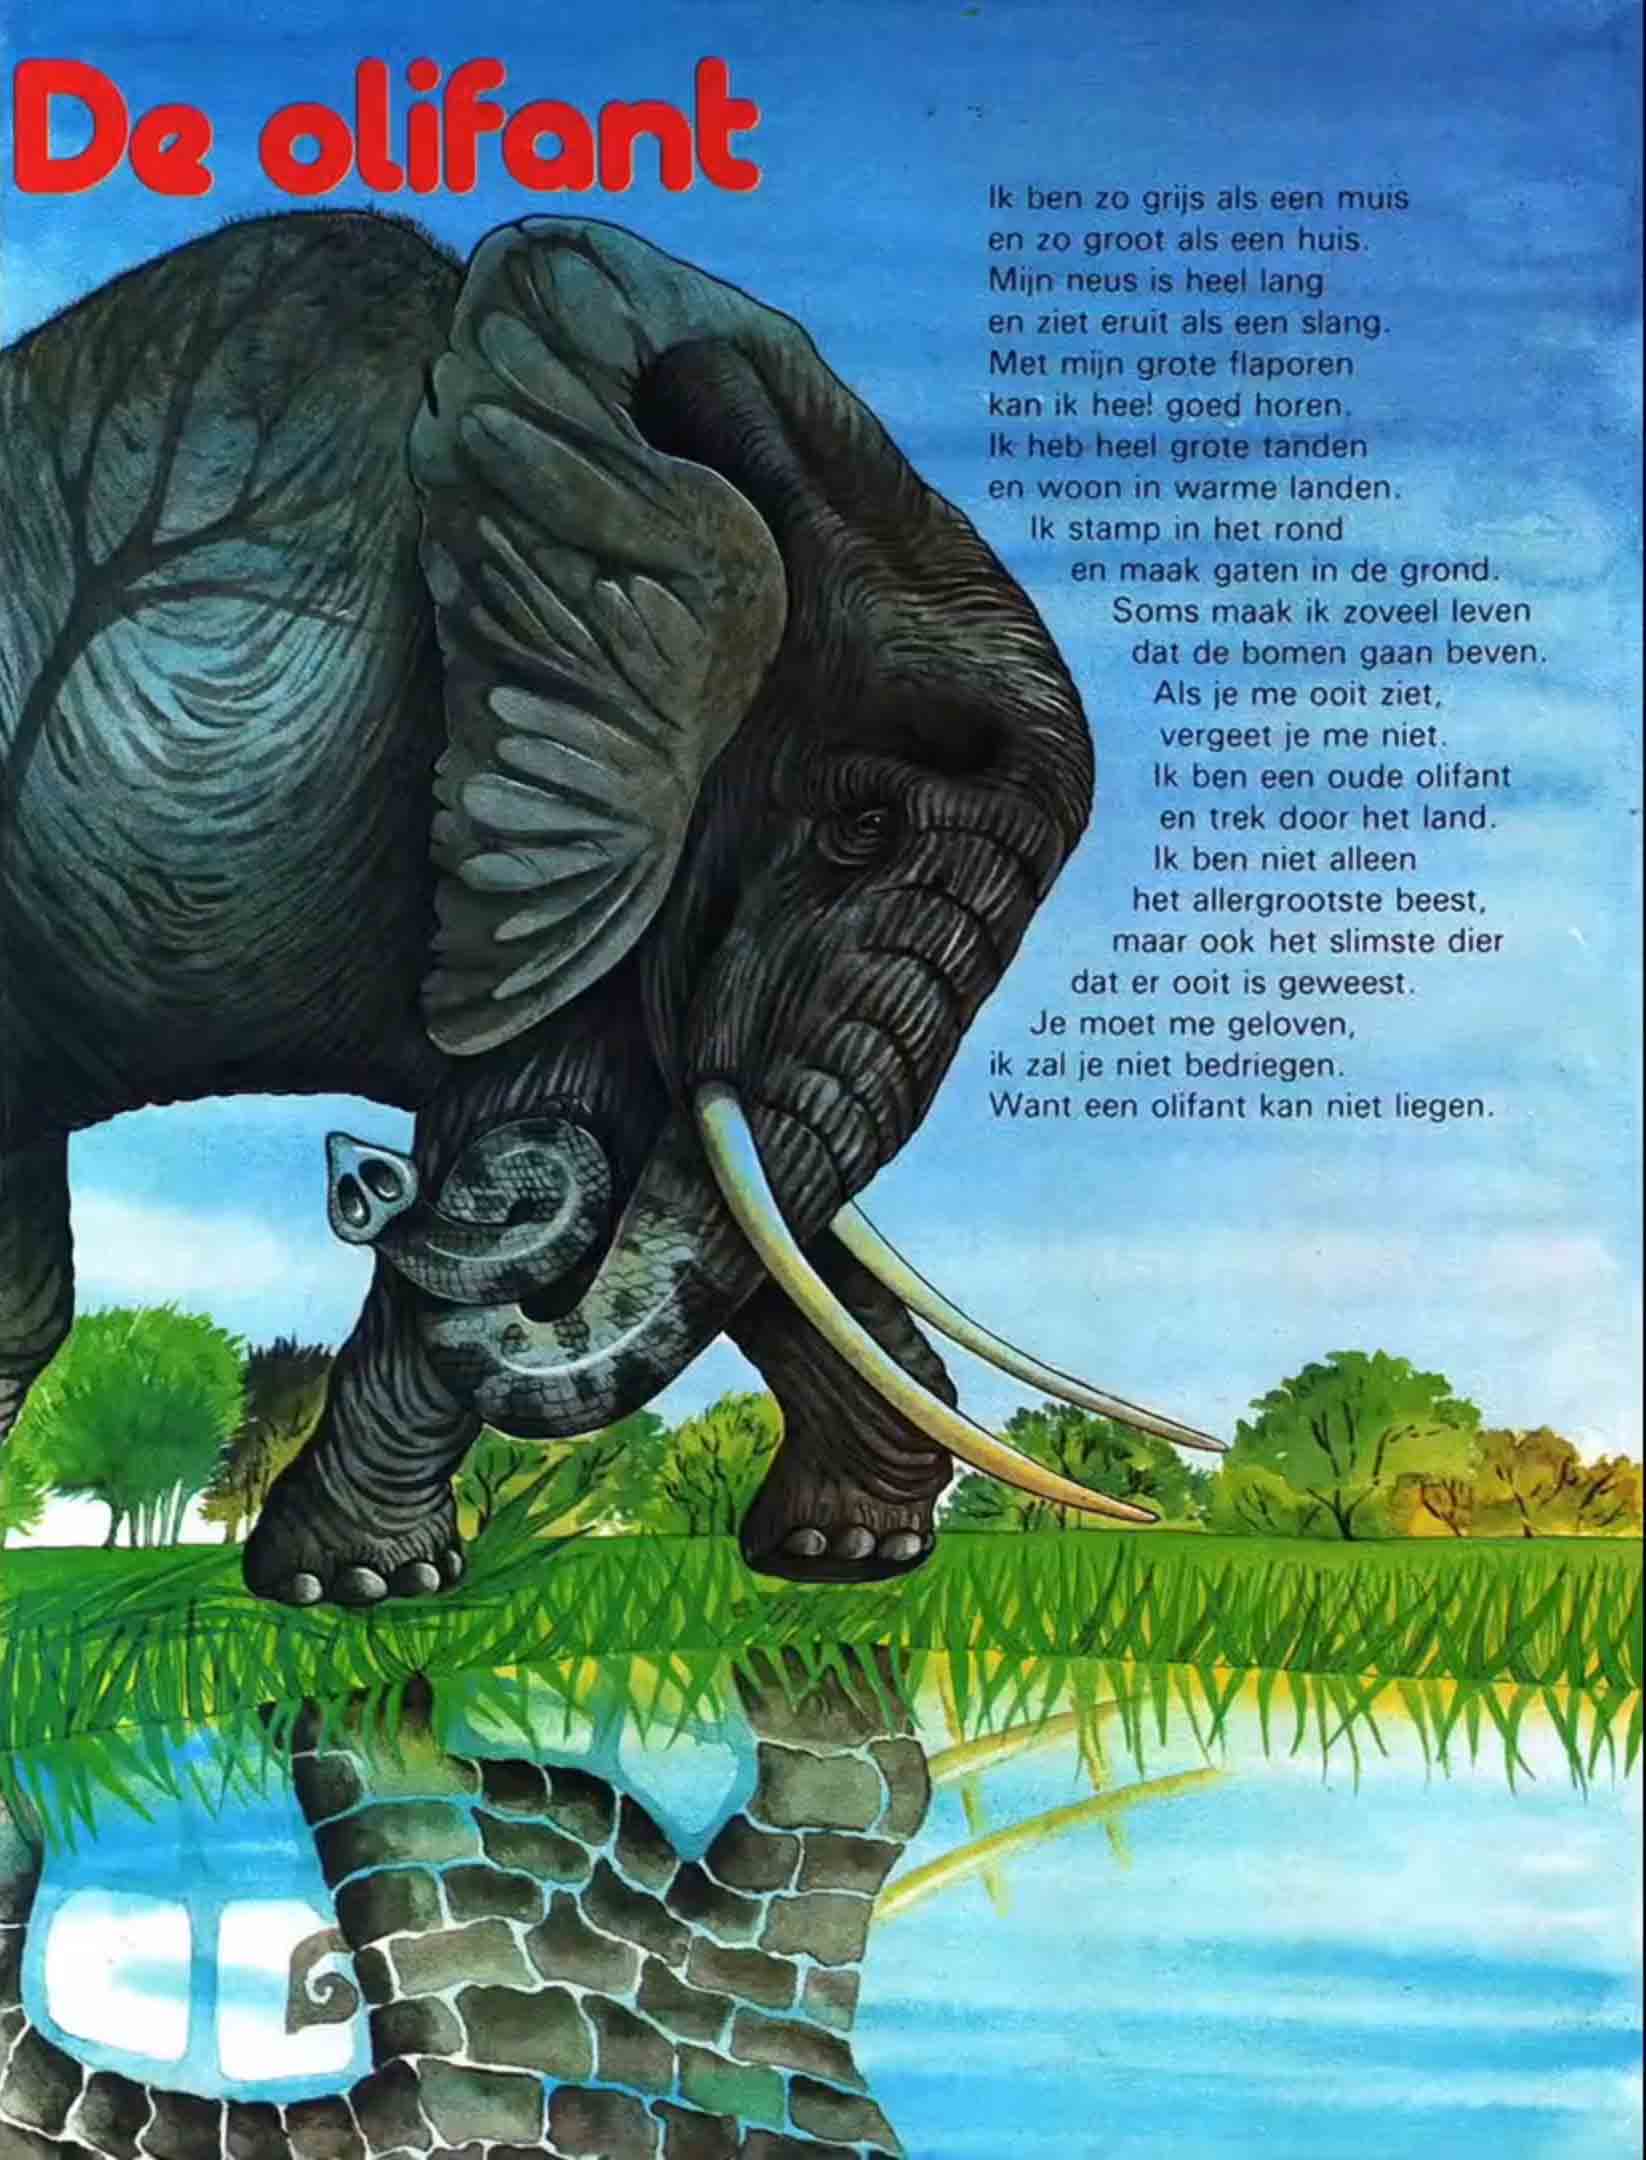 De olifant
Ik ben zo grijs als een muis
en zo groot als een huis.
Mijn neus is heel lang
en ziet eruit als een slang.
Met mijn grote flaporen
kan ik heel goed horen.
Ik heb heel grote tanden
en woon in warme landen.
Ik stamp in het rond
en maak gaten in de grond.
Soms maak ik zoveel leven
dat de bomen gaan beven.
Als je me ooit ziet,
vergeet je me niet.
Ik ben een oude olifant
en trek door het land.
Ik ben niet alleen
het allergrootste beest,
maar ook het slimste dier
dat er ooit is geweest.
Je moet me geloven,
ik zal je niet bedriegen.
Want een olifant kan niet liegen.